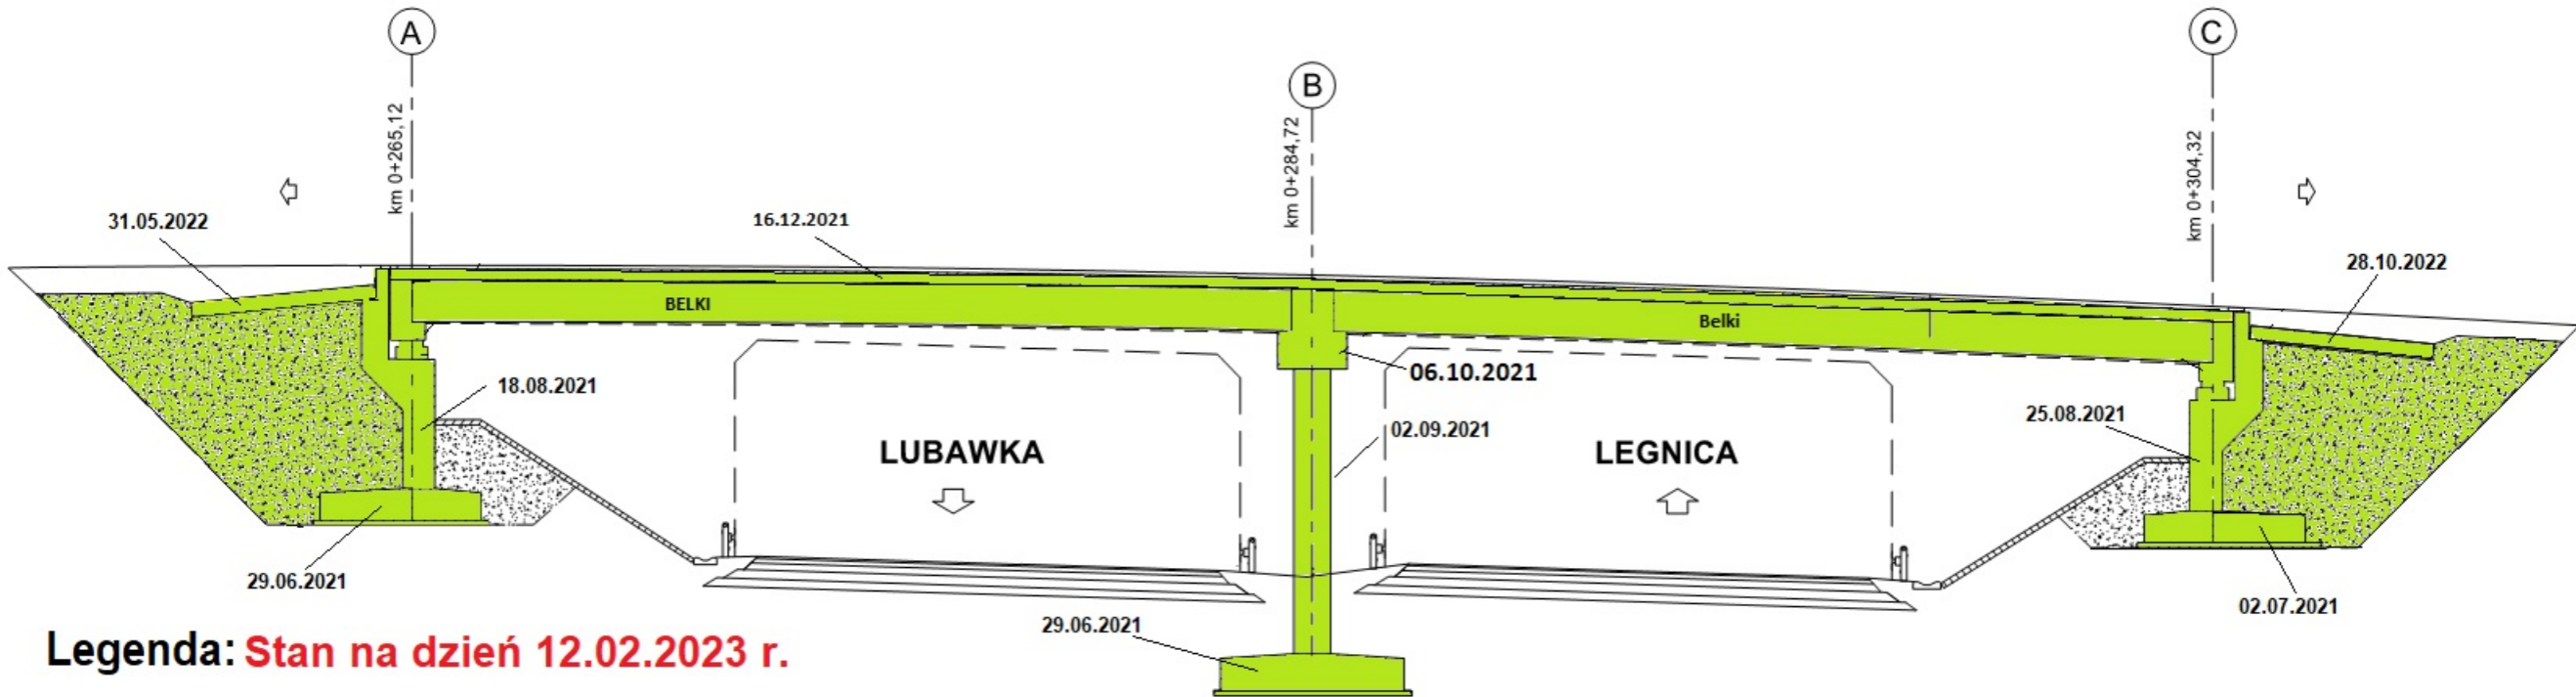 A
B
C
km 0+265,12
km 0+284,72
km 0+304,32
31.05.2022
16.12.2021
28.10.2022
BELKI
Belki
18.08.2021
06.10.2021
02.09.2021
25.08.2021
LUBAWKA
LEGNICA
29.06.2021
29.06.2021
02.07.2021
Legenda: Stan na dzień 12.02.2023 r.